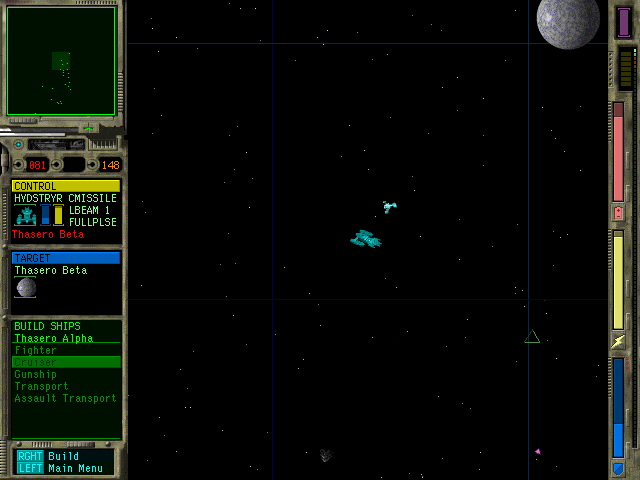 081 148
CONTROL
HVDSTRYR CMISSILE
LBEAM 1
FULLPLSE
Thasero Beta
TARGET
Thasero Beta
BUILD SHIPS
Thasero Alpha
Fighter
Cruiser
Gunship
Transport
Assault Transport
RGHT Build
LEFT Main Menu